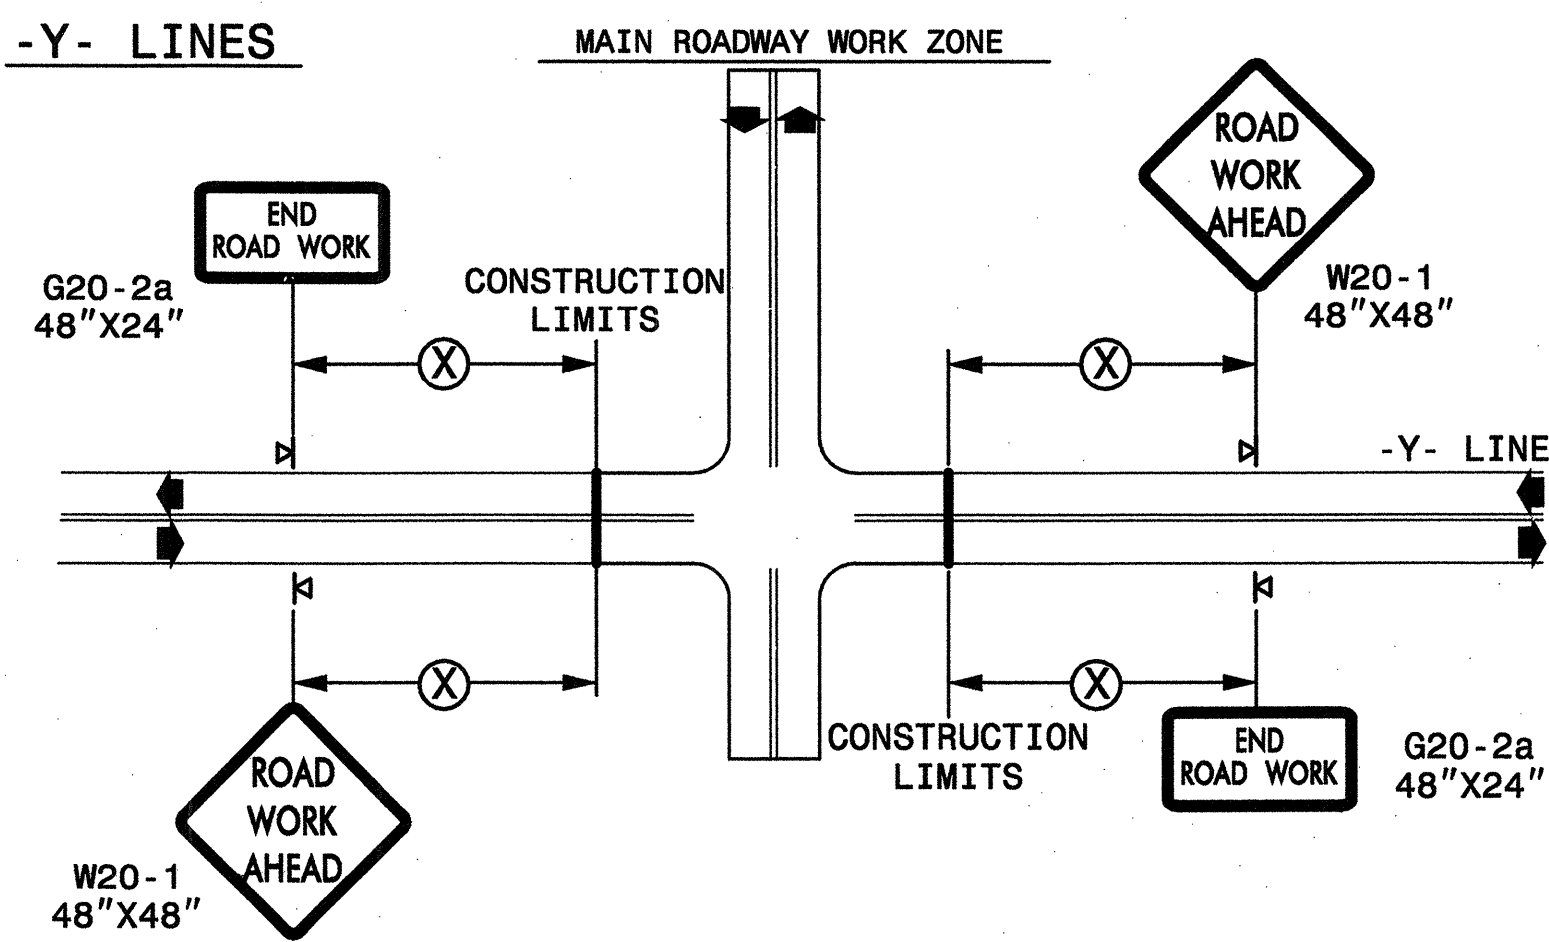 -Y- LINES
MAIN ROADWAY WORK ZONE
ROAD
WORK
AHEAD
END
ROAD WORK
G20-2a
48"X24"
CONSTRUCTION
LIMITS
W20-1
48"X48"
X
X
-Y- LINE
X
X
CONSTRUCTION
LIMITS
END
ROAD WORK
G20-2a
48"X24"
ROAD
WORK
AHEAD
W20-1
48"X48"